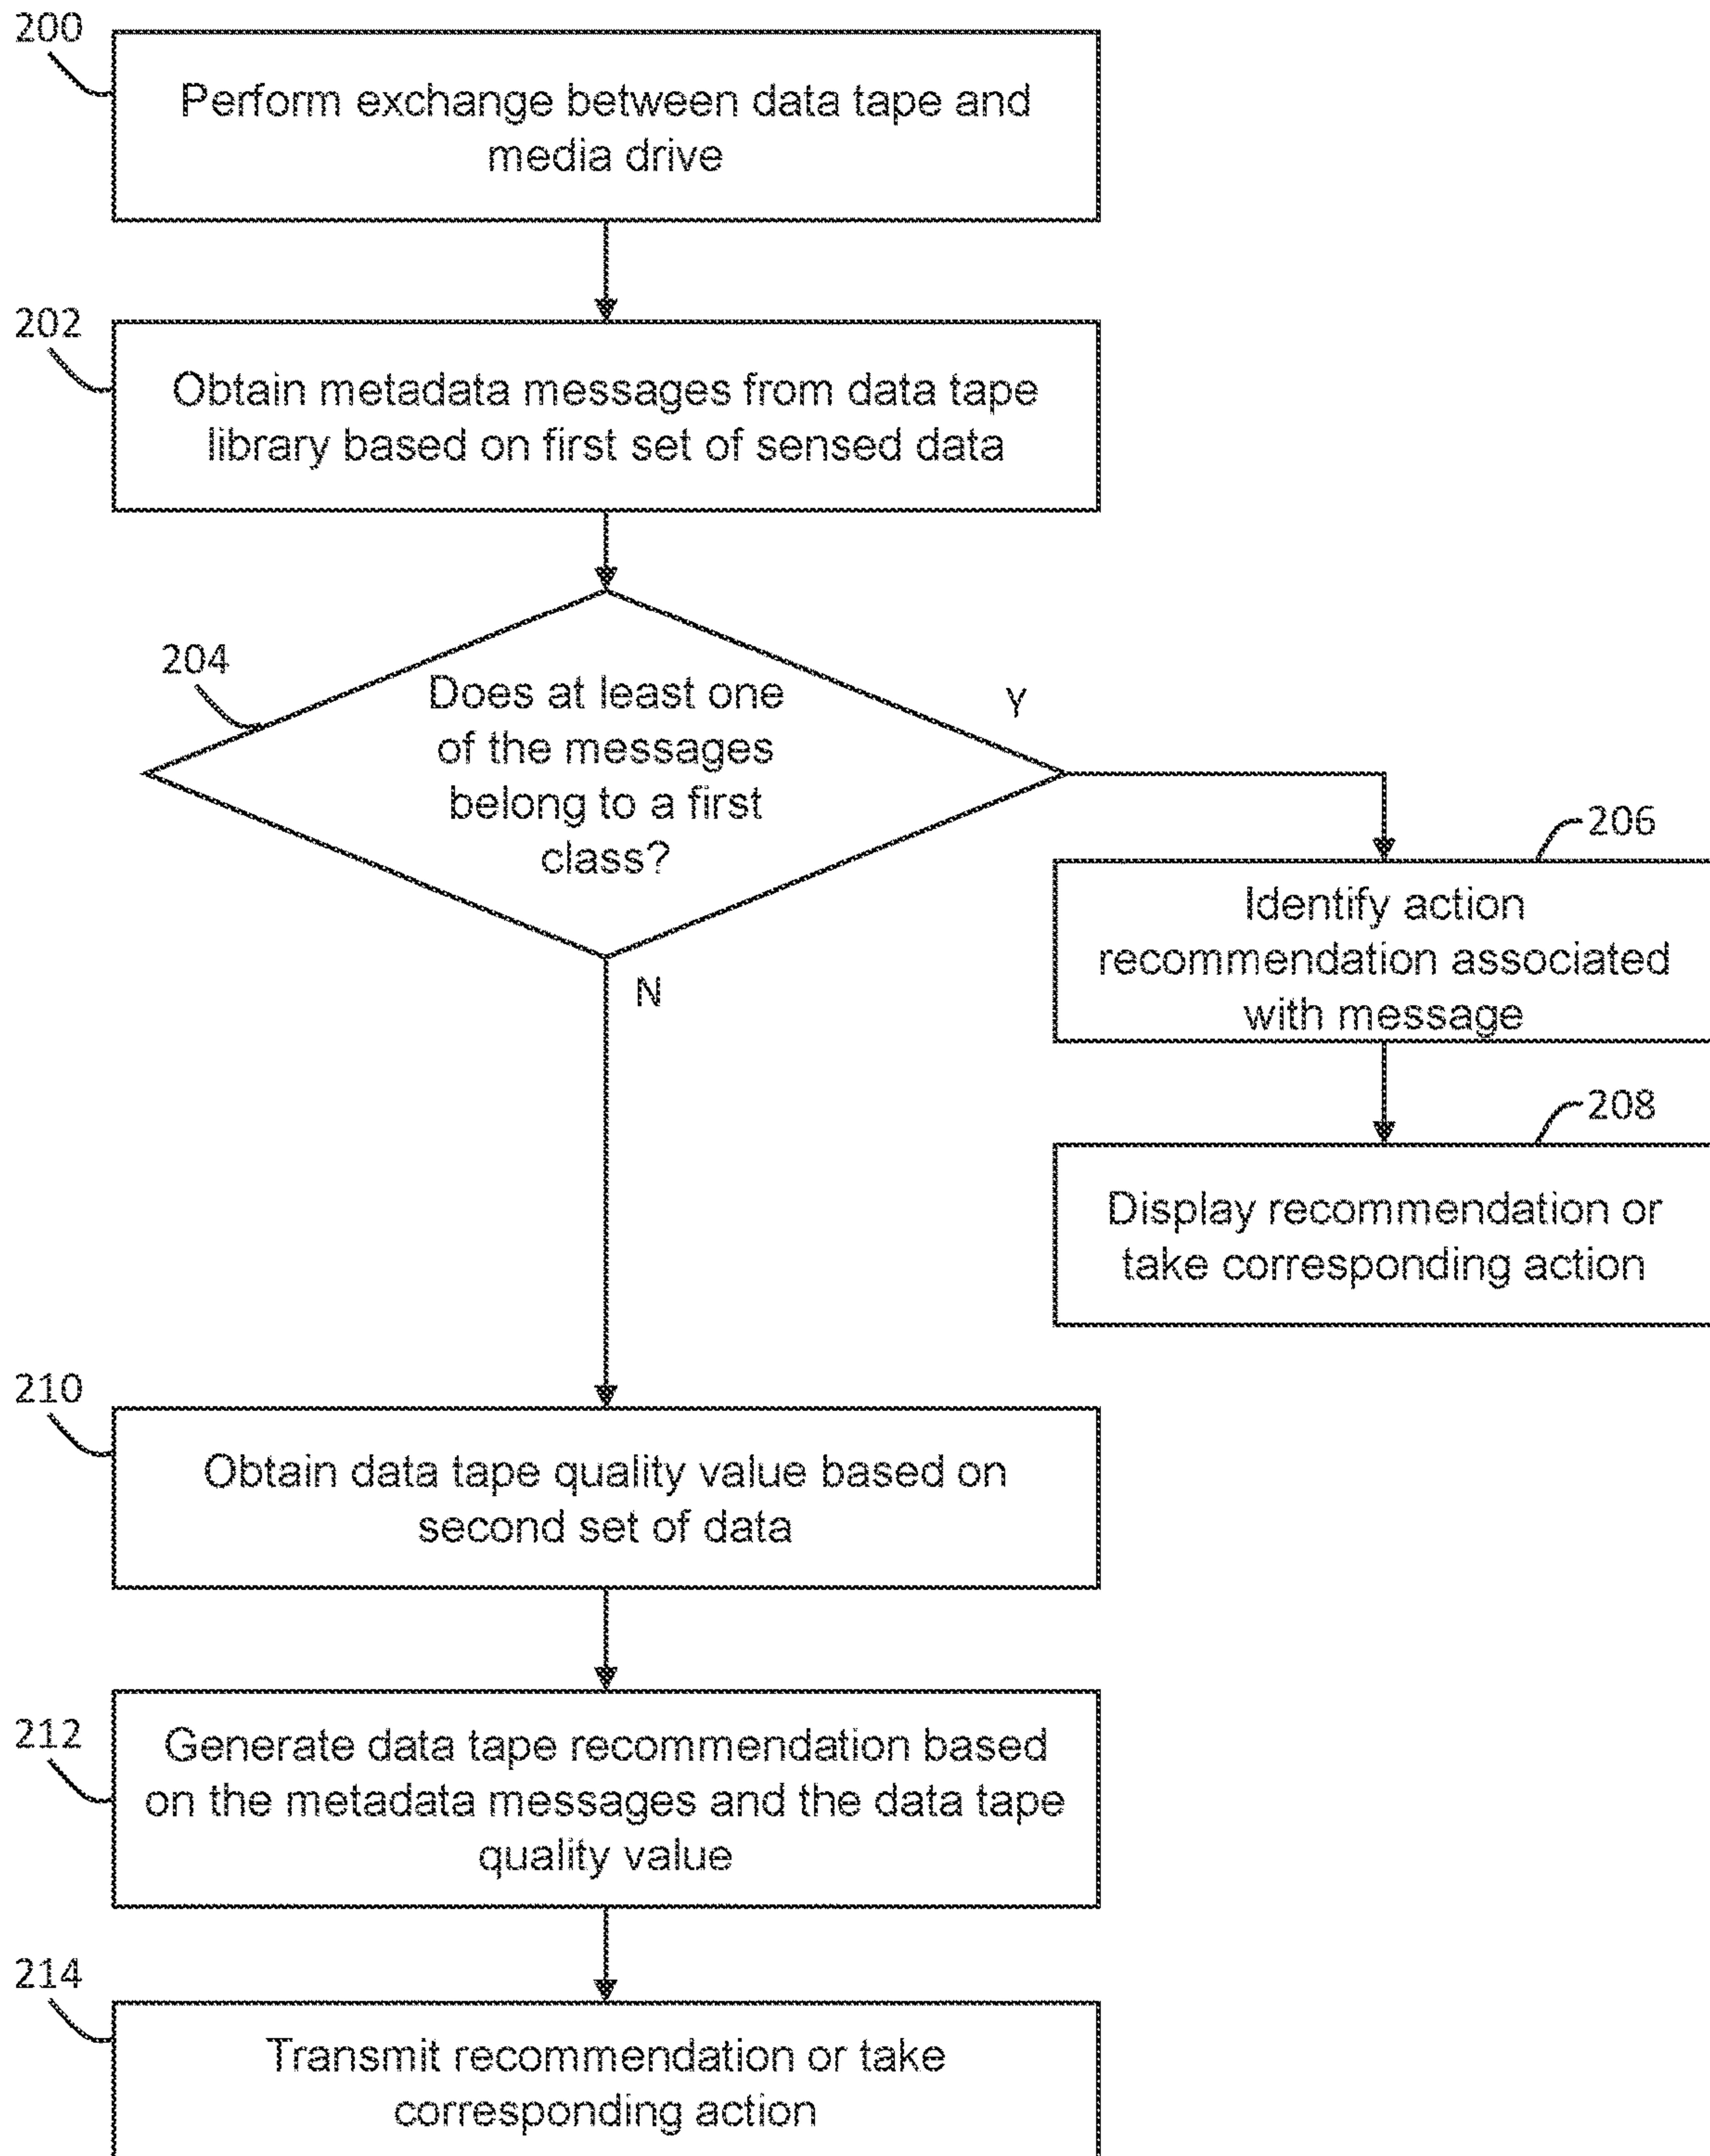 200
Perform exchange between data tape and
media drive
202
Obtain metadata messages from data tape
library based on first set of sensed data
204
Does at least one
of the messages
belong to a first
class?
Y
N
206
Identify action
recommendation associated
with message
208
Display recommendation or
take corresponding action
210
Obtain data tape quality value based on
second set of data
212
Generate data tape recommendation based
on the metadata messages and the data tape
quality value
214
Transmit recommendation or take
corresponding action